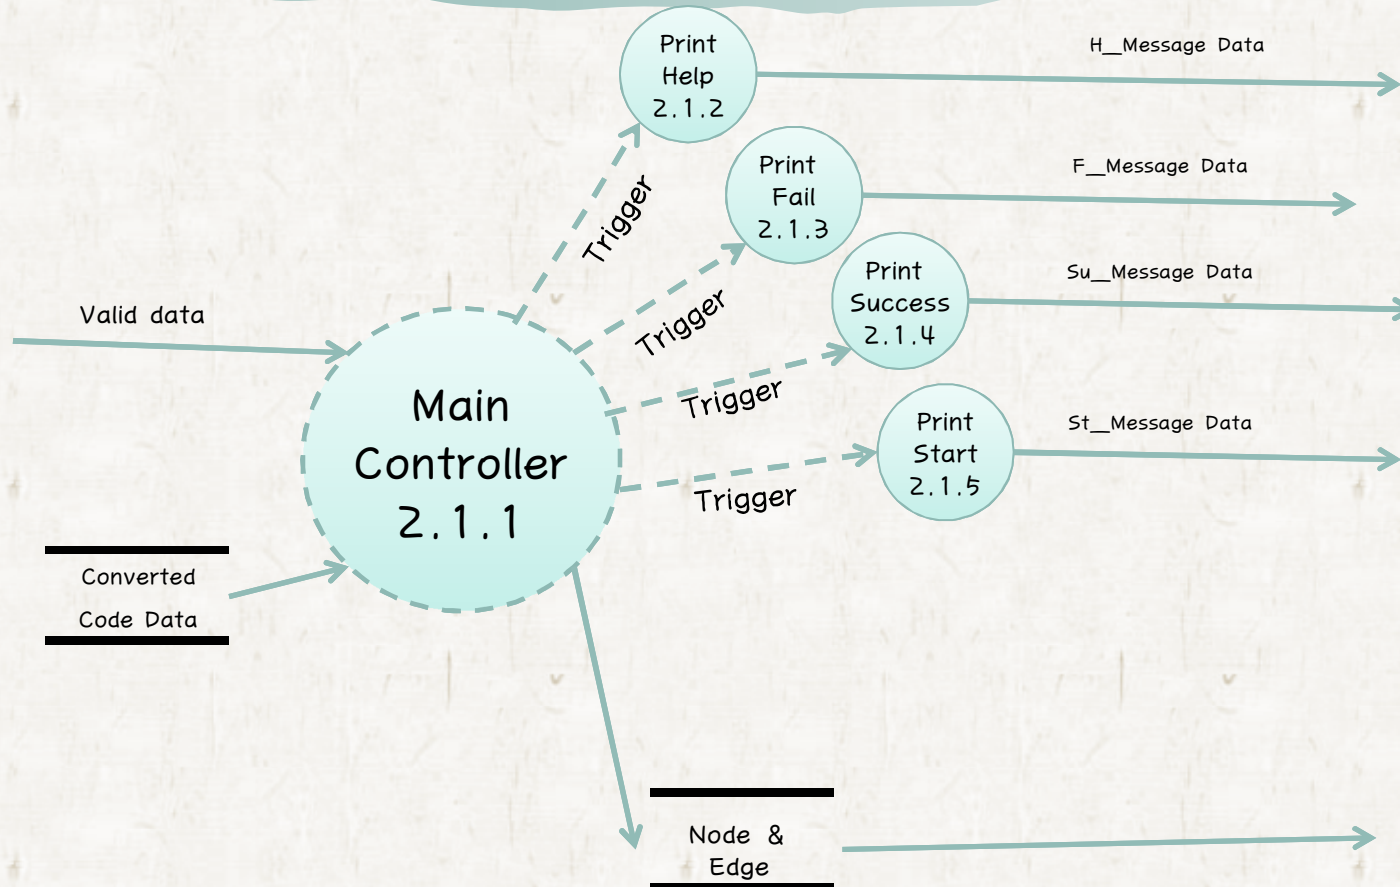 Print
Help
2.1.2
H_Message Data
Print
Fail
2.1.3
F_Message Data
Trigger
Print
Success
2.1.4
Su_Message Data
Trigger
Valid data
Trigger
Print
Start
2.1.5
St_Message Data
Trigger
Main
Controller
2.1.1
Converted
Code Data
Node &
Edge